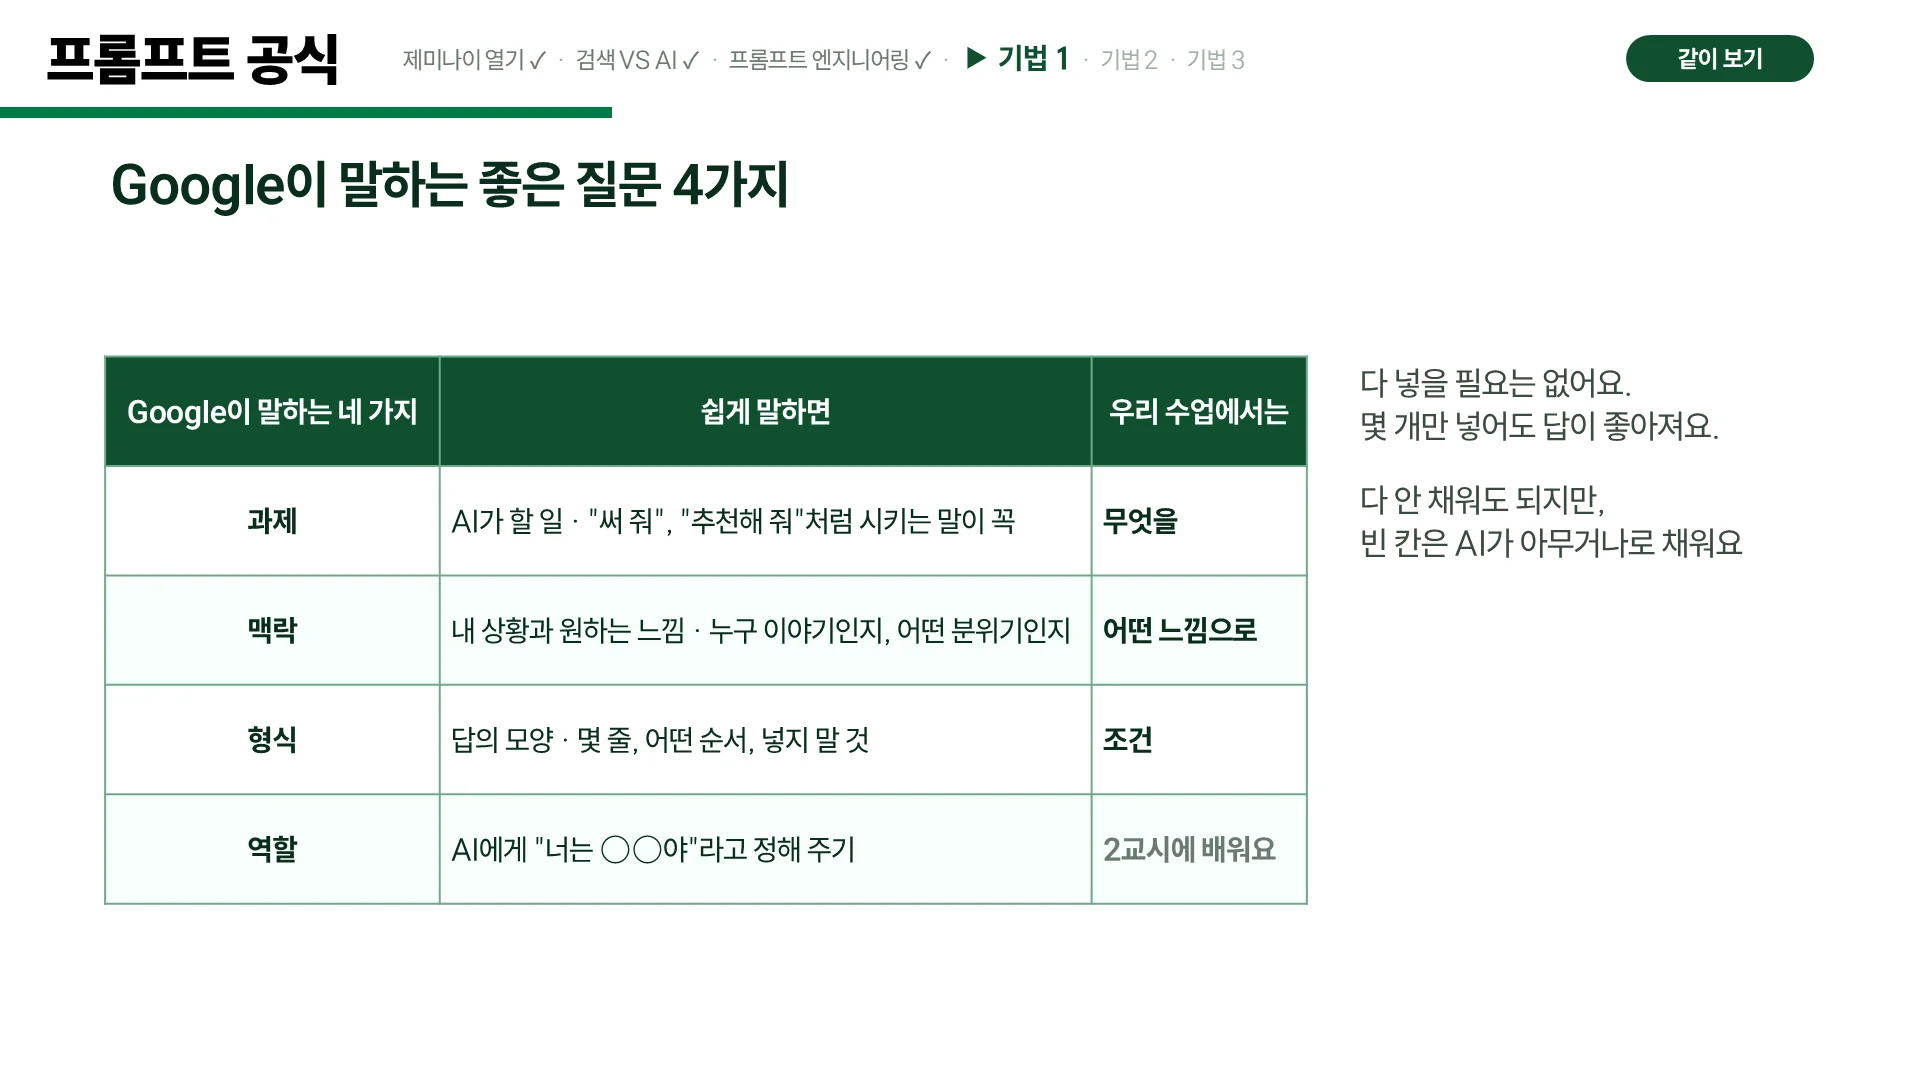 프롬프트 공식
제미나이 열기 ✓ · 검색 VS AI ✓ · 프롬프트 엔지니어링 ✓ · ▶ 기법 1 · 기법 2 · 기법 3
같이 보기
Google이 말하는 좋은 질문 4가지
Google이 말하는 네 가지 쉽게 말하면 우리 수업에서는
과제 AI가 할 일 · "써 줘", "추천해 줘"처럼 시키는 말이 꼭 무엇을
맥락 내 상황과 원하는 느낌 · 누구 이야기인지, 어떤 분위기인지 어떤 느낌으로
형식 답의 모양 · 몇 줄, 어떤 순서, 넣지 말 것 조건
역할 AI에게 "너는 ◯◯야"라고 정해 주기 2교시에 배워요
다 넣을 필요는 없어요.
몇 개만 넣어도 답이 좋아져요.
다 안 채워도 되지만,
빈 칸은 AI가 아무거나로 채워요